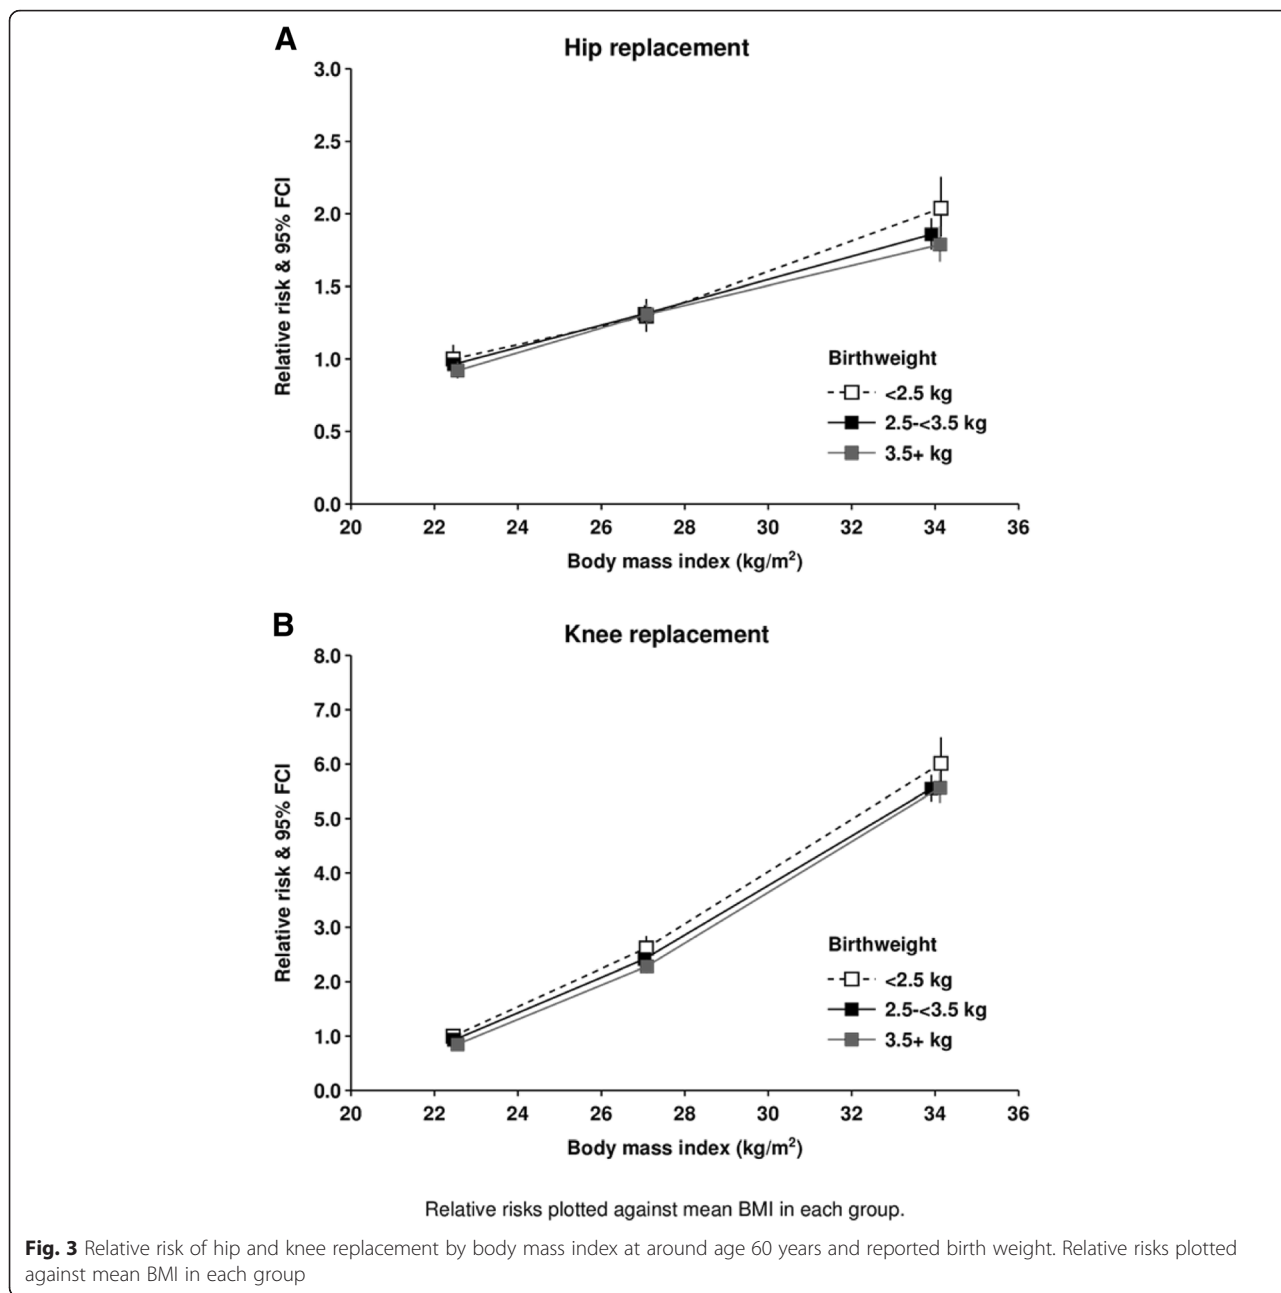 A
Hip replacement
3.0
2.5
2.0
1.5
1.0
0.5
0.0
Relative risk & 95% FCI
Birthweight
<2.5 kg
2.5-<3.5 kg
3.5+ kg
20 22 24 26 28 30 32 34 36
Body mass index (kg/m²)
B
Knee replacement
8.0
7.0
6.0
5.0
4.0
3.0
2.0
1.0
0.0
Relative risk & 95% FCI
Birthweight
<2.5 kg
2.5-<3.5 kg
3.5+ kg
20 22 24 26 28 30 32 34 36
Body mass index (kg/m²)
Relative risks plotted against mean BMI in each group.
Fig. 3 Relative risk of hip and knee replacement by body mass index at around age 60 years and reported birth weight. Relative risks plotted
against mean BMI in each group